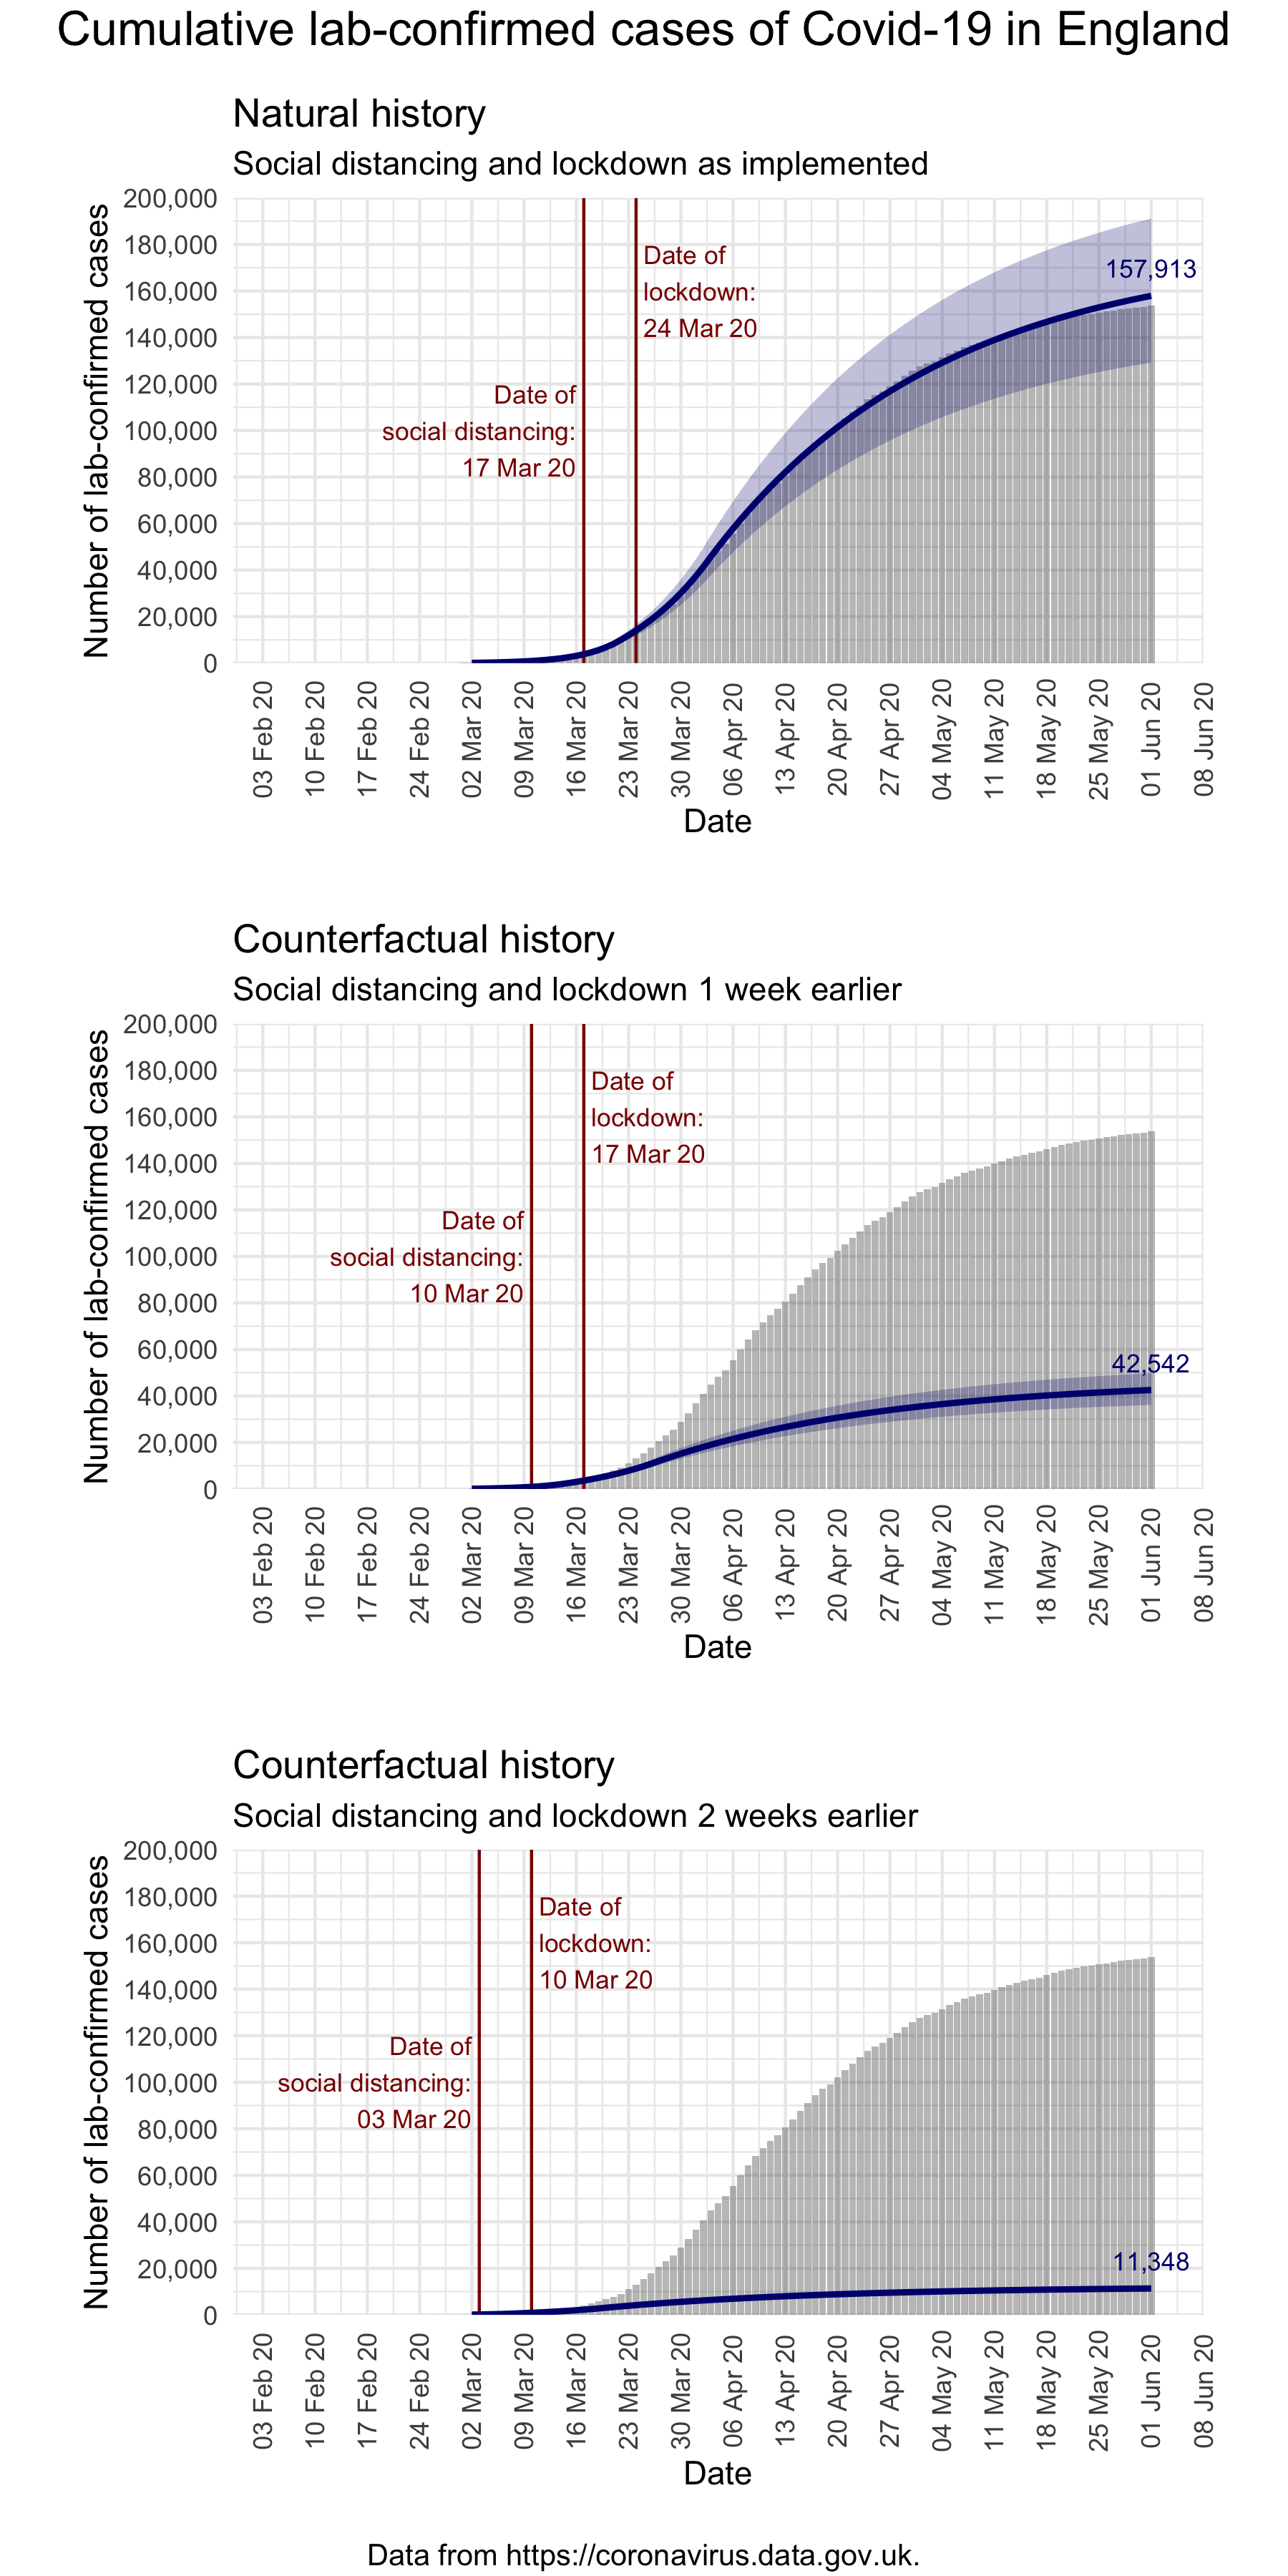 Cumulative lab-confirmed cases of Covid-19 in England
Natural history
Social distancing and lockdown as implemented
Number of lab-confirmed cases
200,000
180,000
160,000
140,000
120,000
100,000
80,000
60,000
40,000
20,000
0
Date of
lockdown:
24 Mar 20
Date of
social distancing:
17 Mar 20
157,913
03 Feb 20
10 Feb 20
17 Feb 20
24 Feb 20
02 Mar 20
09 Mar 20
16 Mar 20
23 Mar 20
30 Mar 20
06 Apr 20
13 Apr 20
20 Apr 20
27 Apr 20
04 May 20
11 May 20
18 May 20
25 May 20
01 Jun 20
08 Jun 20
Date
Counterfactual history
Social distancing and lockdown 1 week earlier
Number of lab-confirmed cases
200,000
180,000
160,000
140,000
120,000
100,000
80,000
60,000
40,000
20,000
0
Date of
lockdown:
17 Mar 20
Date of
social distancing:
10 Mar 20
42,542
03 Feb 20
10 Feb 20
17 Feb 20
24 Feb 20
02 Mar 20
09 Mar 20
16 Mar 20
23 Mar 20
30 Mar 20
06 Apr 20
13 Apr 20
20 Apr 20
27 Apr 20
04 May 20
11 May 20
18 May 20
25 May 20
01 Jun 20
08 Jun 20
Date
Counterfactual history
Social distancing and lockdown 2 weeks earlier
Number of lab-confirmed cases
200,000
180,000
160,000
140,000
120,000
100,000
80,000
60,000
40,000
20,000
0
Date of
lockdown:
10 Mar 20
Date of
social distancing:
03 Mar 20
11,348
03 Feb 20
10 Feb 20
17 Feb 20
24 Feb 20
02 Mar 20
09 Mar 20
16 Mar 20
23 Mar 20
30 Mar 20
06 Apr 20
13 Apr 20
20 Apr 20
27 Apr 20
04 May 20
11 May 20
18 May 20
25 May 20
01 Jun 20
08 Jun 20
Date
Data from https://coronavirus.data.gov.uk.